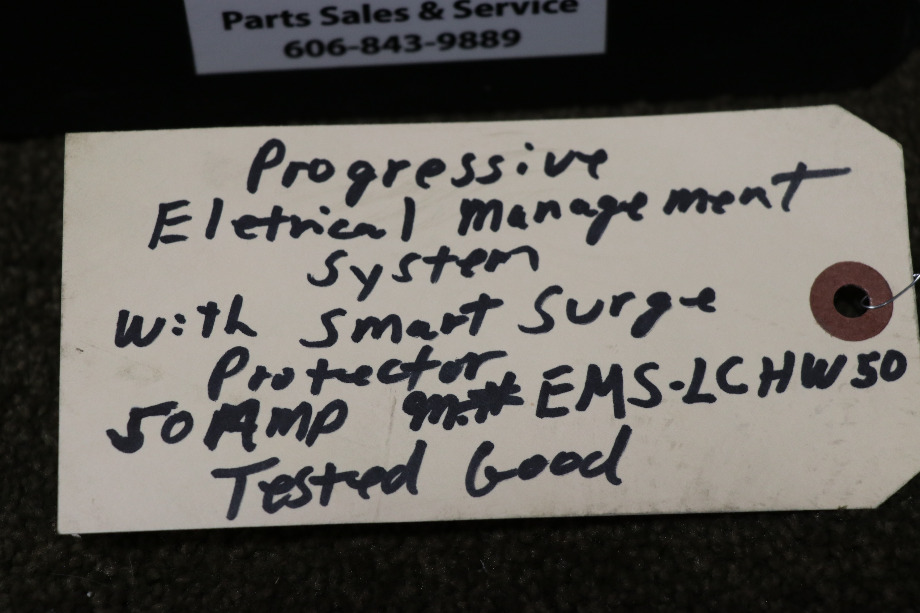 Parts Sales & Service
606-843-9889
Progressive
Eletrical Management
System
With Smart Surge
Protector
50 AMP m.# EMS-LCHW50
Tested Good